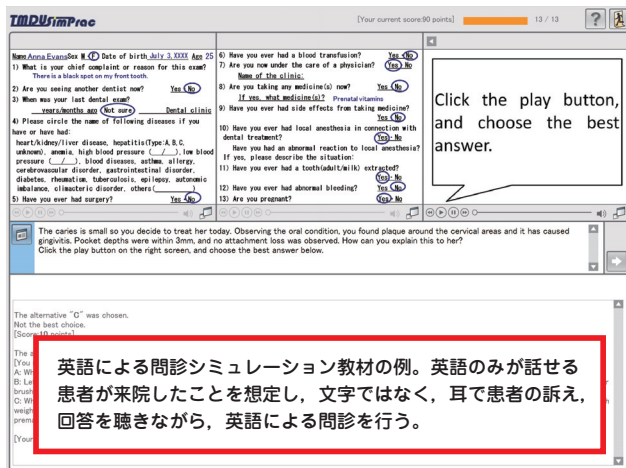 TMDUSimPrac
[Your current score:90 points]
13 / 13
?
Name Anna Evans Sex M F Date of birth July 3, XXXX Age 25
1) What is your chief complaint or reason for this exam?
There is a black spot on my front tooth.
2) Are you seeing another dentist now? Yes No
3) When was your last dental exam?
years/months ago (Not sure) Dental clinic
4) Please circle the name of following diseases if you
have or have had:
heart/kidney/liver disease, hepatitis(Type:A,B,C,
unknown), anemia, high blood pressure ( / ), low blood
pressure ( / ), blood diseases, asthma, allergy,
cerebrovascular disorder, gastrointestinal disorder,
diabetes, rheumatism, tuberculosis, epilepsy, autonomic
imbalance, climacteric disorder, others( )
5) Have you ever had surgery? Yes No
6) Have you ever had a blood transfusion? Yes No
7) Are you now under the care of a physician? Yes No
Name of the clinic:
8) Are you taking any medicine(s) now? Yes No
If yes, what medicine(s)? Prenatal vitamins
9) Have you ever had side effects from taking medicine?
Yes No
10) Have you ever had local anesthesia in connection with
dental treatment? Yes No
Have you had an abnormal reaction to local anesthesia?
If yes, please describe the situation:
11) Have you ever had a tooth(adult/milk) extracted?
Yes No
12) Have you ever had abnormal bleeding? Yes No
13) Are you pregnant? Yes No
Click the play button,
and choose the best
answer.
The caries is small so you decide to treat her today. Observing the oral condition, you found plaque around the cervical areas and it has caused
gingivitis. Pocket depths were within 3mm, and no attachment loss was observed. How can you explain
this to her?
Click the play button on the right screen, and choose the best answer below.
The alternative "C" was chosen.
Not the best choice.
[Score:10 points]
The a
[You
A: Wh
B: Le
brush
C: Wh
weigh
prema
[Your
英語による問診シミュレーション教材の例。英語のみが話せる
患者が来院したことを想定し，文字ではなく，耳で患者の訴え，
回答を聴きながら，英語による問診を行う。